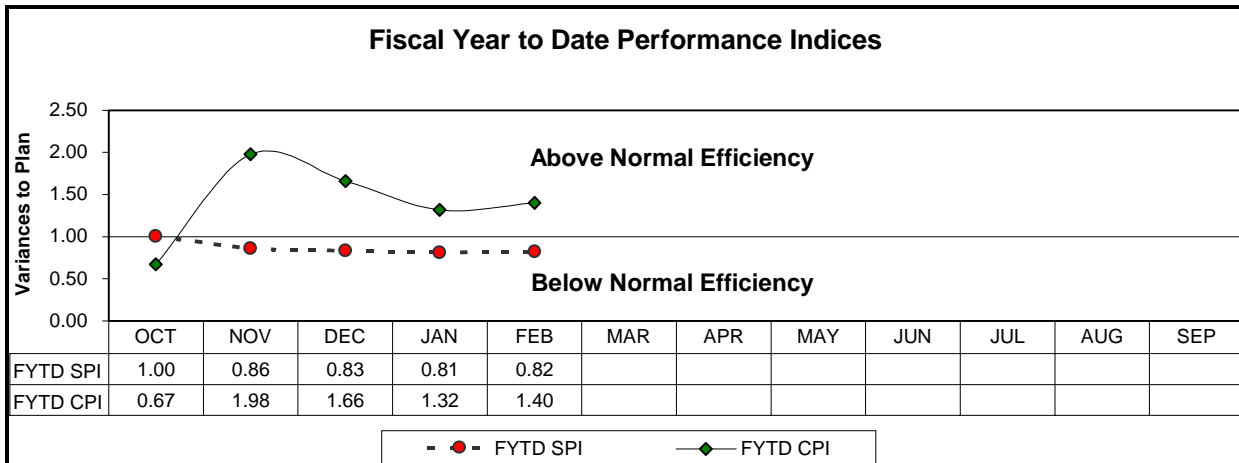 Fiscal Year to Date Performance Indices
Variances to Plan
2.50
2.00
1.50
1.00
0.50
0.00
Above Normal Efficiency
Below Normal Efficiency
OCT NOV DEC JAN FEB MAR APR MAY JUN JUL AUG SEP
FYTD SPI 1.00 0.86 0.83 0.81 0.82
FYTD CPI 0.67 1.98 1.66 1.32 1.40
FYTD SPI FYTD CPI